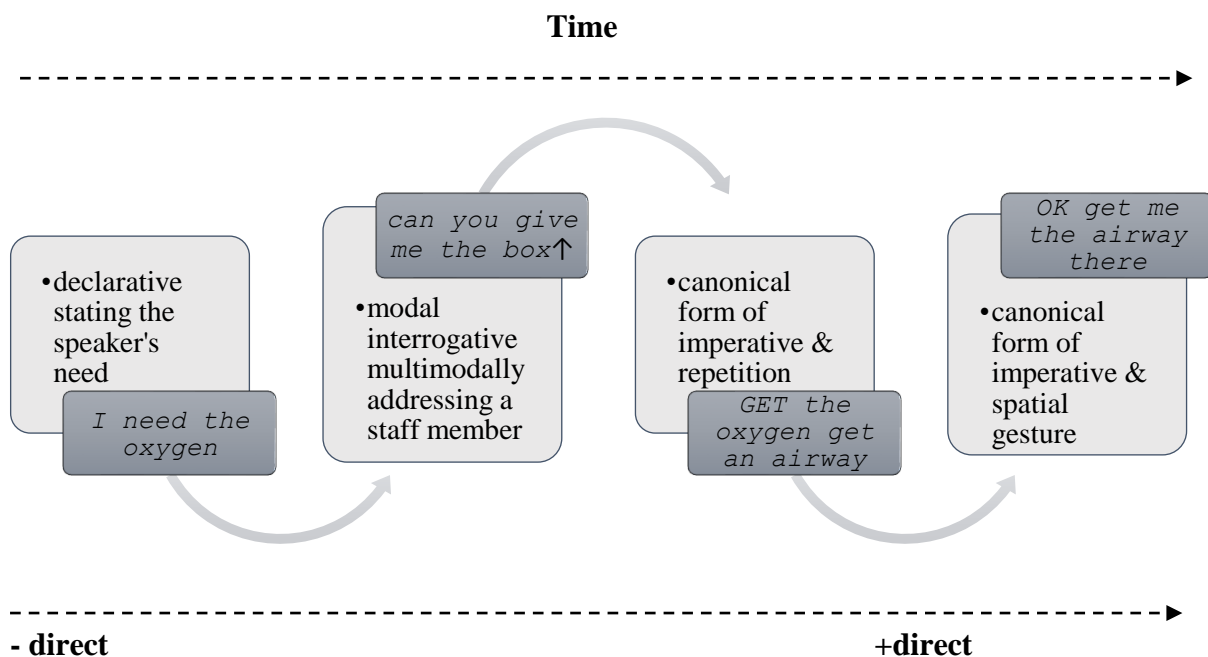 Time
•declarative
stating the
speaker's
need
I need the
oxygen
can you give
me the box↑
•modal
interrogative
multimodally
addressing a
staff member
•canonical
form of
imperative &
repetition
GET the
oxygen get
an airway
OK get me
the airway
there
•canonical
form of
imperative &
spatial
gesture
- direct
+direct